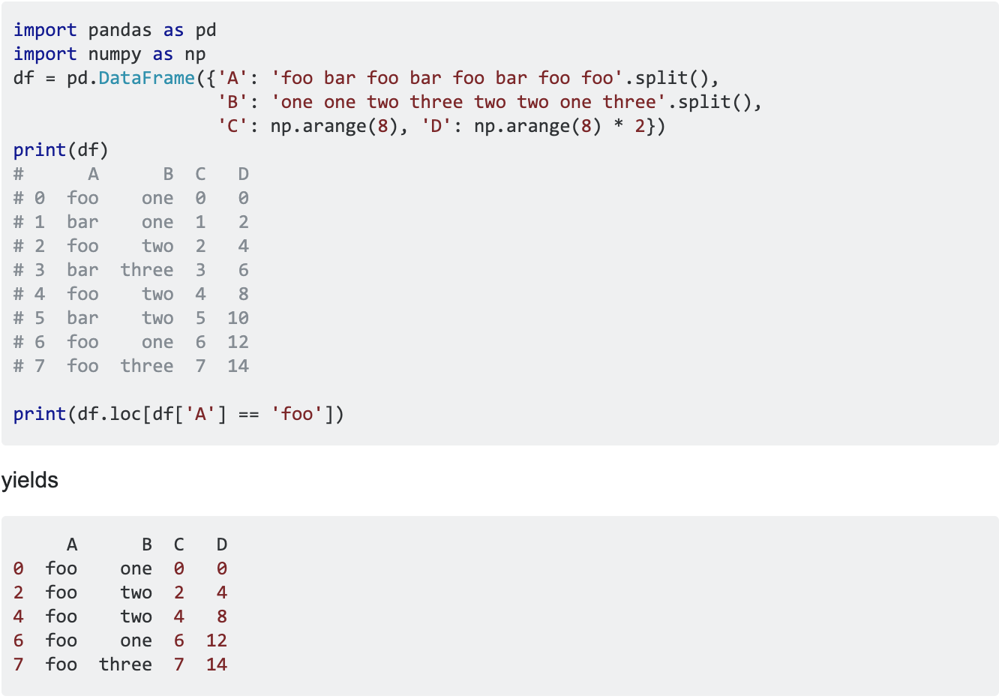 import pandas as pd
import numpy as np
df = pd.DataFrame({'A': 'foo bar foo bar foo bar foo foo'.split(),
                   'B': 'one one two three two two one three'.split(),
                   'C': np.arange(8), 'D': np.arange(8) * 2})
print(df)
#      A      B  C   D
# 0  foo    one  0   0
# 1  bar    one  1   2
# 2  foo    two  2   4
# 3  bar  three  3   6
# 4  foo    two  4   8
# 5  bar    two  5  10
# 6  foo    one  6  12
# 7  foo  three  7  14

print(df.loc[df['A'] == 'foo'])
yields
     A      B  C   D
0  foo    one  0   0
2  foo    two  2   4
4  foo    two  4   8
6  foo    one  6  12
7  foo  three  7  14